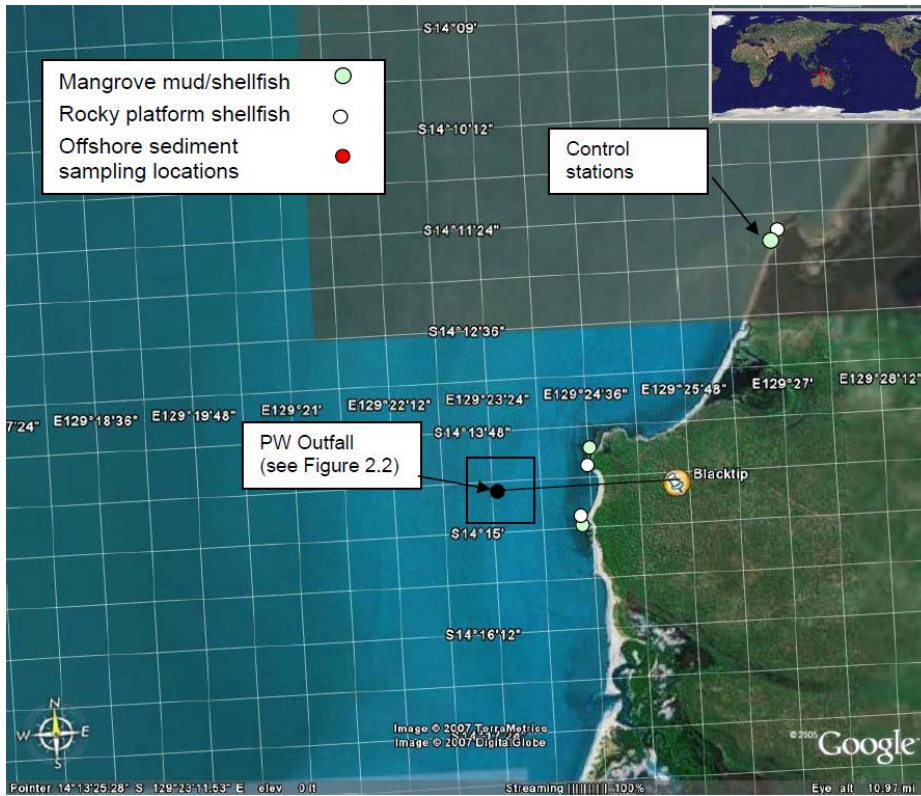 S14°09'
Mangrove mud/shellfish
Rocky platform shellfish
Offshore sediment
sampling locations
S14°10'12"
Control
stations
S14°11'24"
S14°12'36"
7'24" E129°18'36" E129°19'48" E129°21' E129°22'12" E129°23'24" E129°24'36" E129°25'48" E129°27' E129°28'12"
S14°13'48"
PW Outfall
(see Figure 2.2)
Blacktip
S14°15'
S14°16'12"
N
W E
S
Image © 2007 TerraMetrics
Image © 2007 DigitalGlobe
©2005 Google
Pointer 14°13'25.28" S 129°23'11.53" E elev 0 ft Streaming ||||||||| 100% Eye alt 10.97 mi